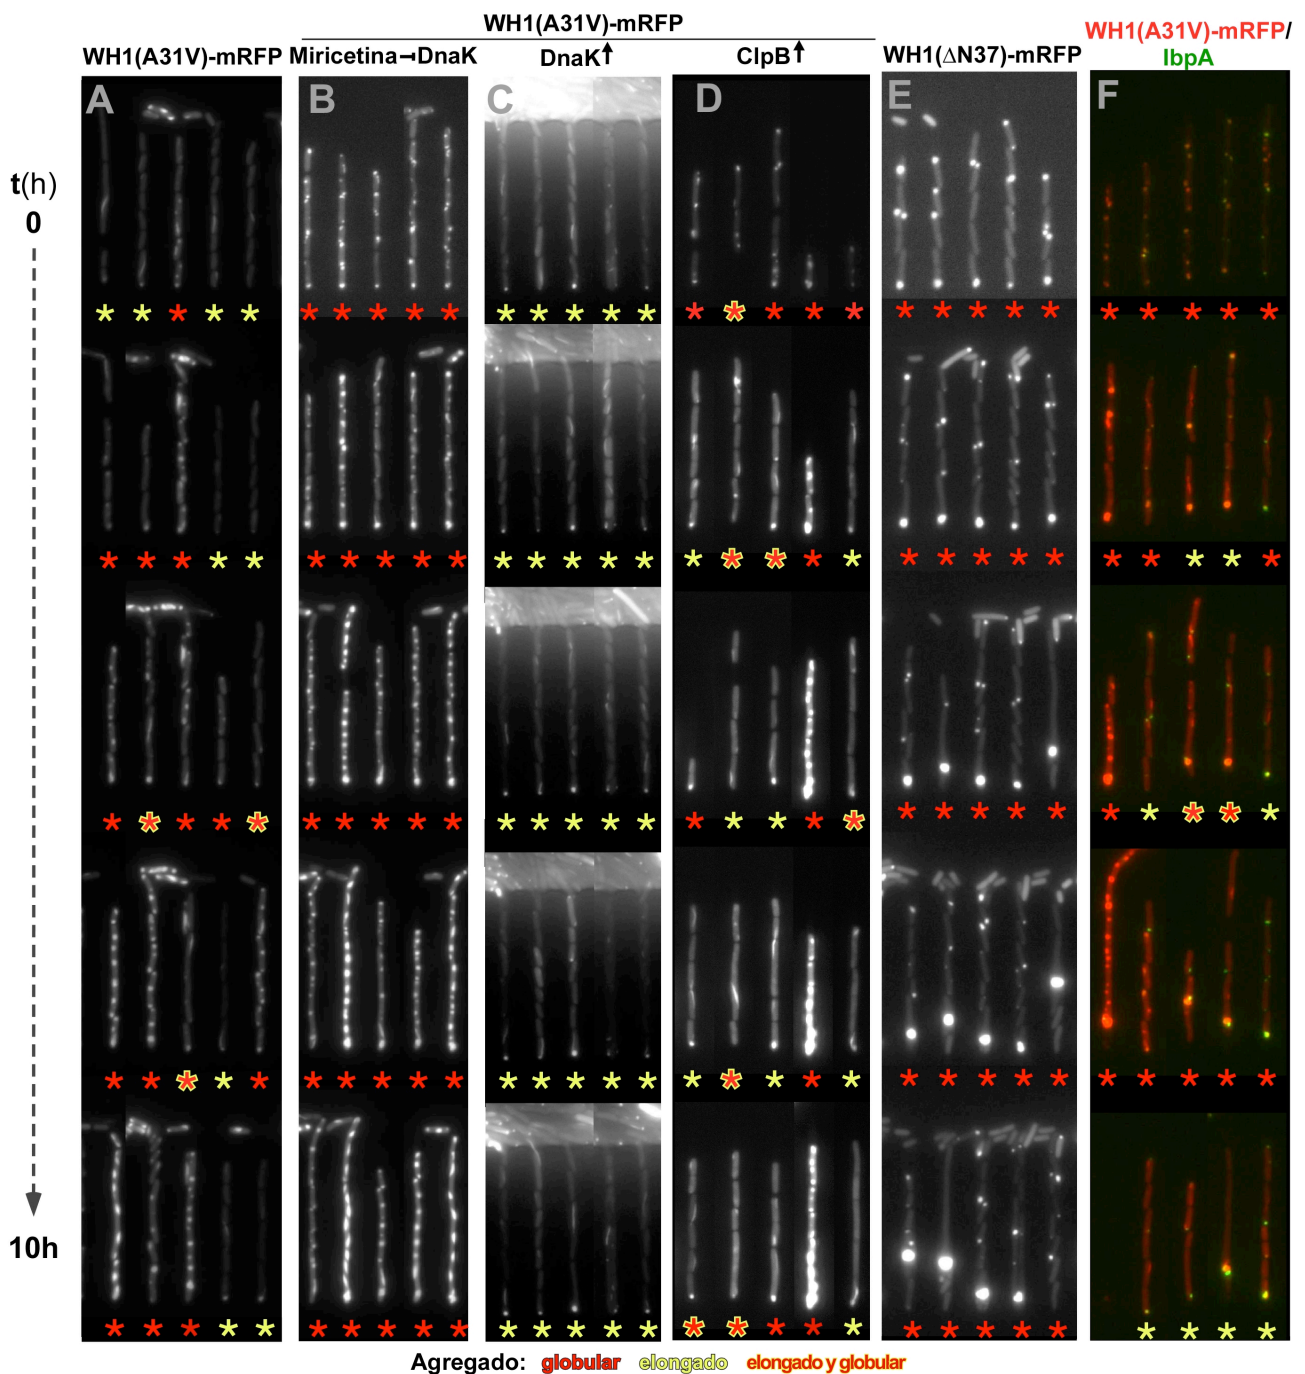 WH1(A31V)-mRFP
WH1(A31V)-mRFP
Miricetina⊣DnaK
DnaK↑
ClpB↑
WH1(ΔN37)-mRFP
WH1(A31V)-mRFP/
IbpA
A
B
C
D
E
F
t(h)
0
10h
Agregado: globular elongado elongado y globular